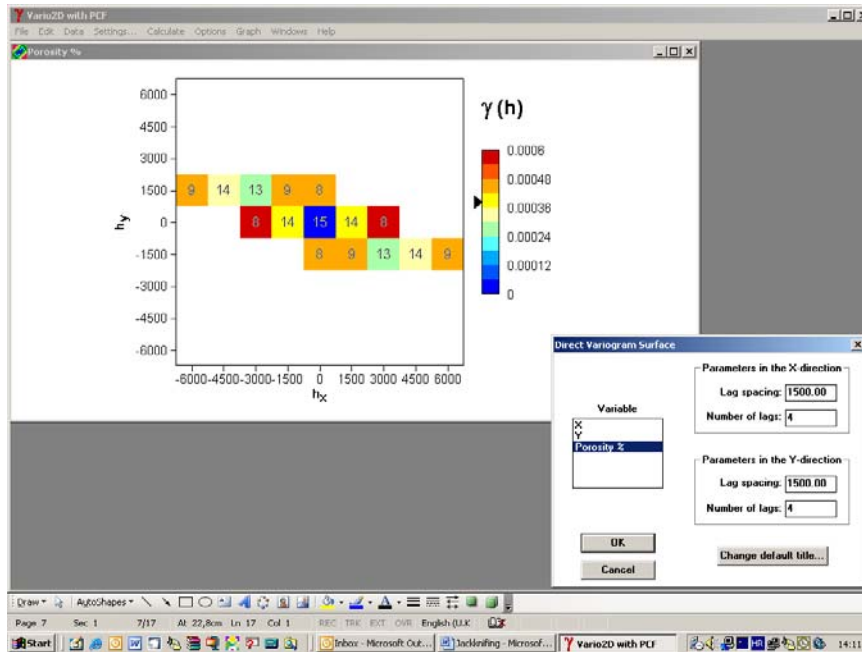 Vario2D with PCF
File Edit Data Settings... Calculate Options Graph Windows Help
Porosity %
γ (h)
6000
4500
3000
1500
0
-1500
-3000
-4500
-6000
hy
9 14 13 9 8
8 14 15 14 8
8 9 13 14 9
-6000 -4500 -3000 -1500 0 1500 3000 4500 6000
hx
0.0006
0.00048
0.00036
0.00024
0.00012
0
Direct Variogram Surface
Variable
X
Y
Porosity %
Parameters in the X-direction
Lag spacing: 1500.00
Number of lags: 4
Parameters in the Y-direction
Lag spacing: 1500.00
Number of lags: 4
OK
Cancel
Change default title...
Draw AutoShapes
Page 7 Sec 1 7/17 At 22,8cm Ln 17 Col 1 REC TRK EXT OVR English (U.K
Start Inbox - Microsoft Out... Jackknifing - Microsof... Vario2D with PCF HR 14:11